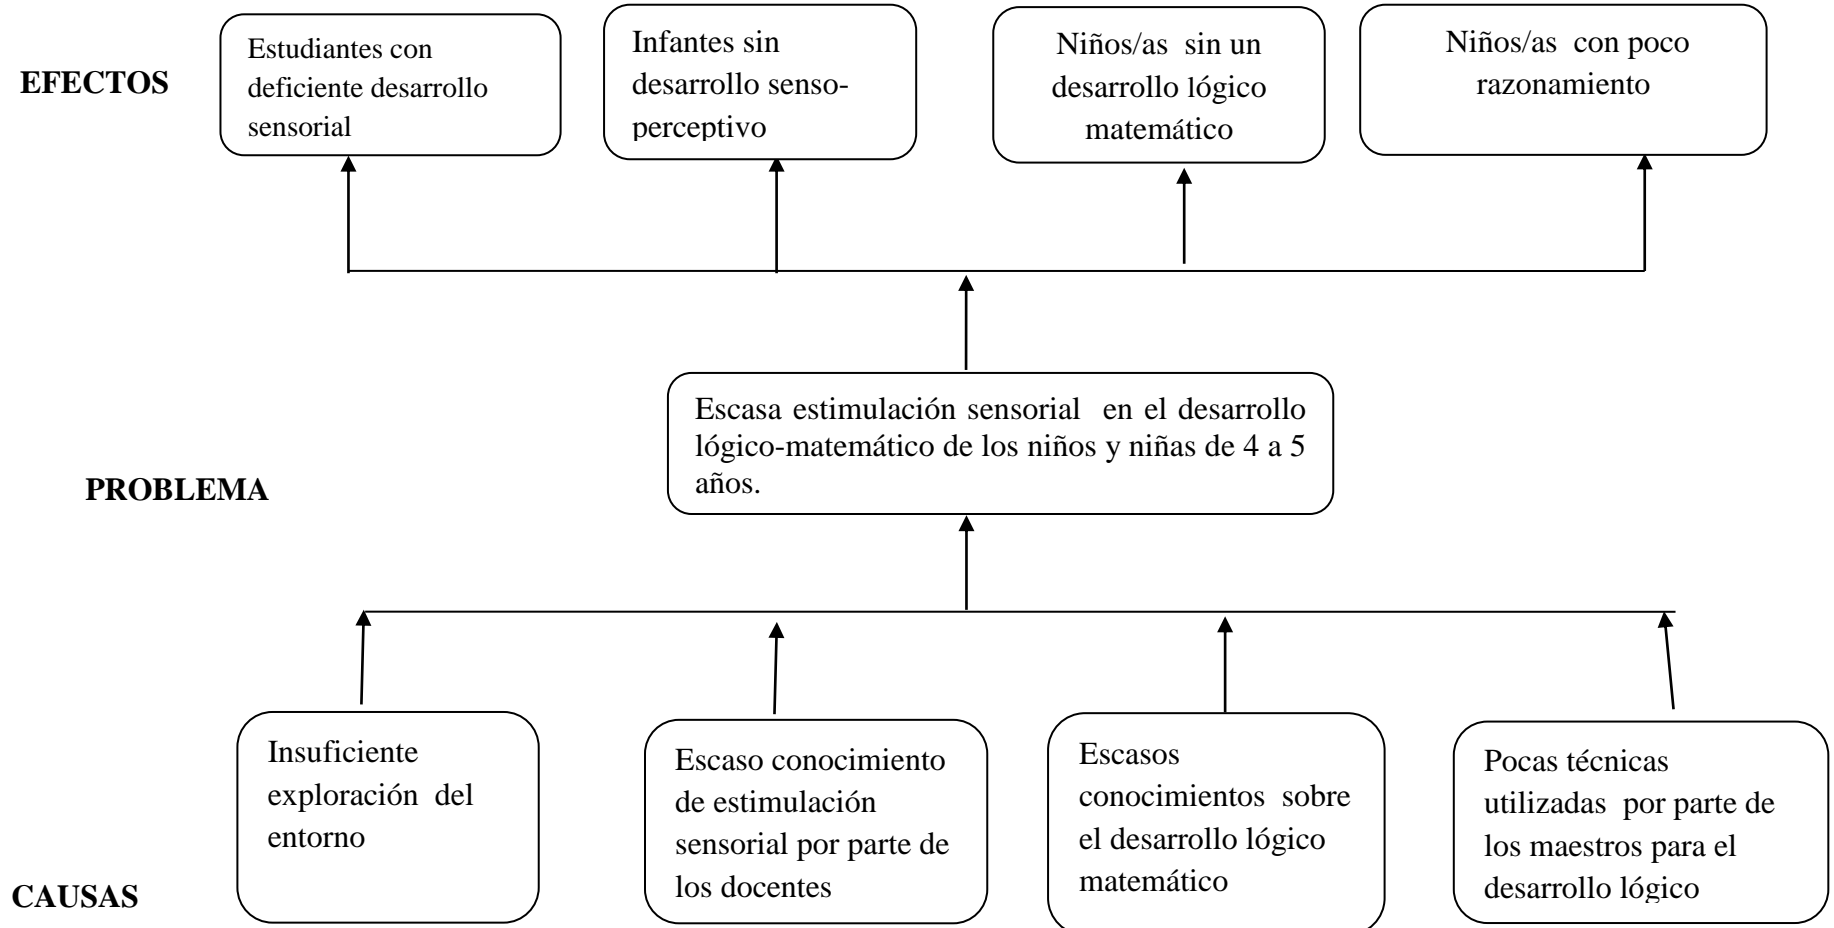 EFECTOS
Estudiantes con
deficiente desarrollo
sensorial
Infantes sin
desarrollo senso-
perceptivo
Niños/as sin un
desarrollo lógico
matemático
Niños/as con poco
razonamiento
PROBLEMA
Escasa estimulación sensorial en el desarrollo
lógico-matemático de los niños y niñas de 4 a 5
años.
CAUSAS
Insuficiente
exploración del
entorno
Escaso conocimiento
de estimulación
sensorial por parte de
los docentes
Escasos
conocimientos sobre
el desarrollo lógico
matemático
Pocas técnicas
utilizadas por parte de
los maestros para el
desarrollo lógico